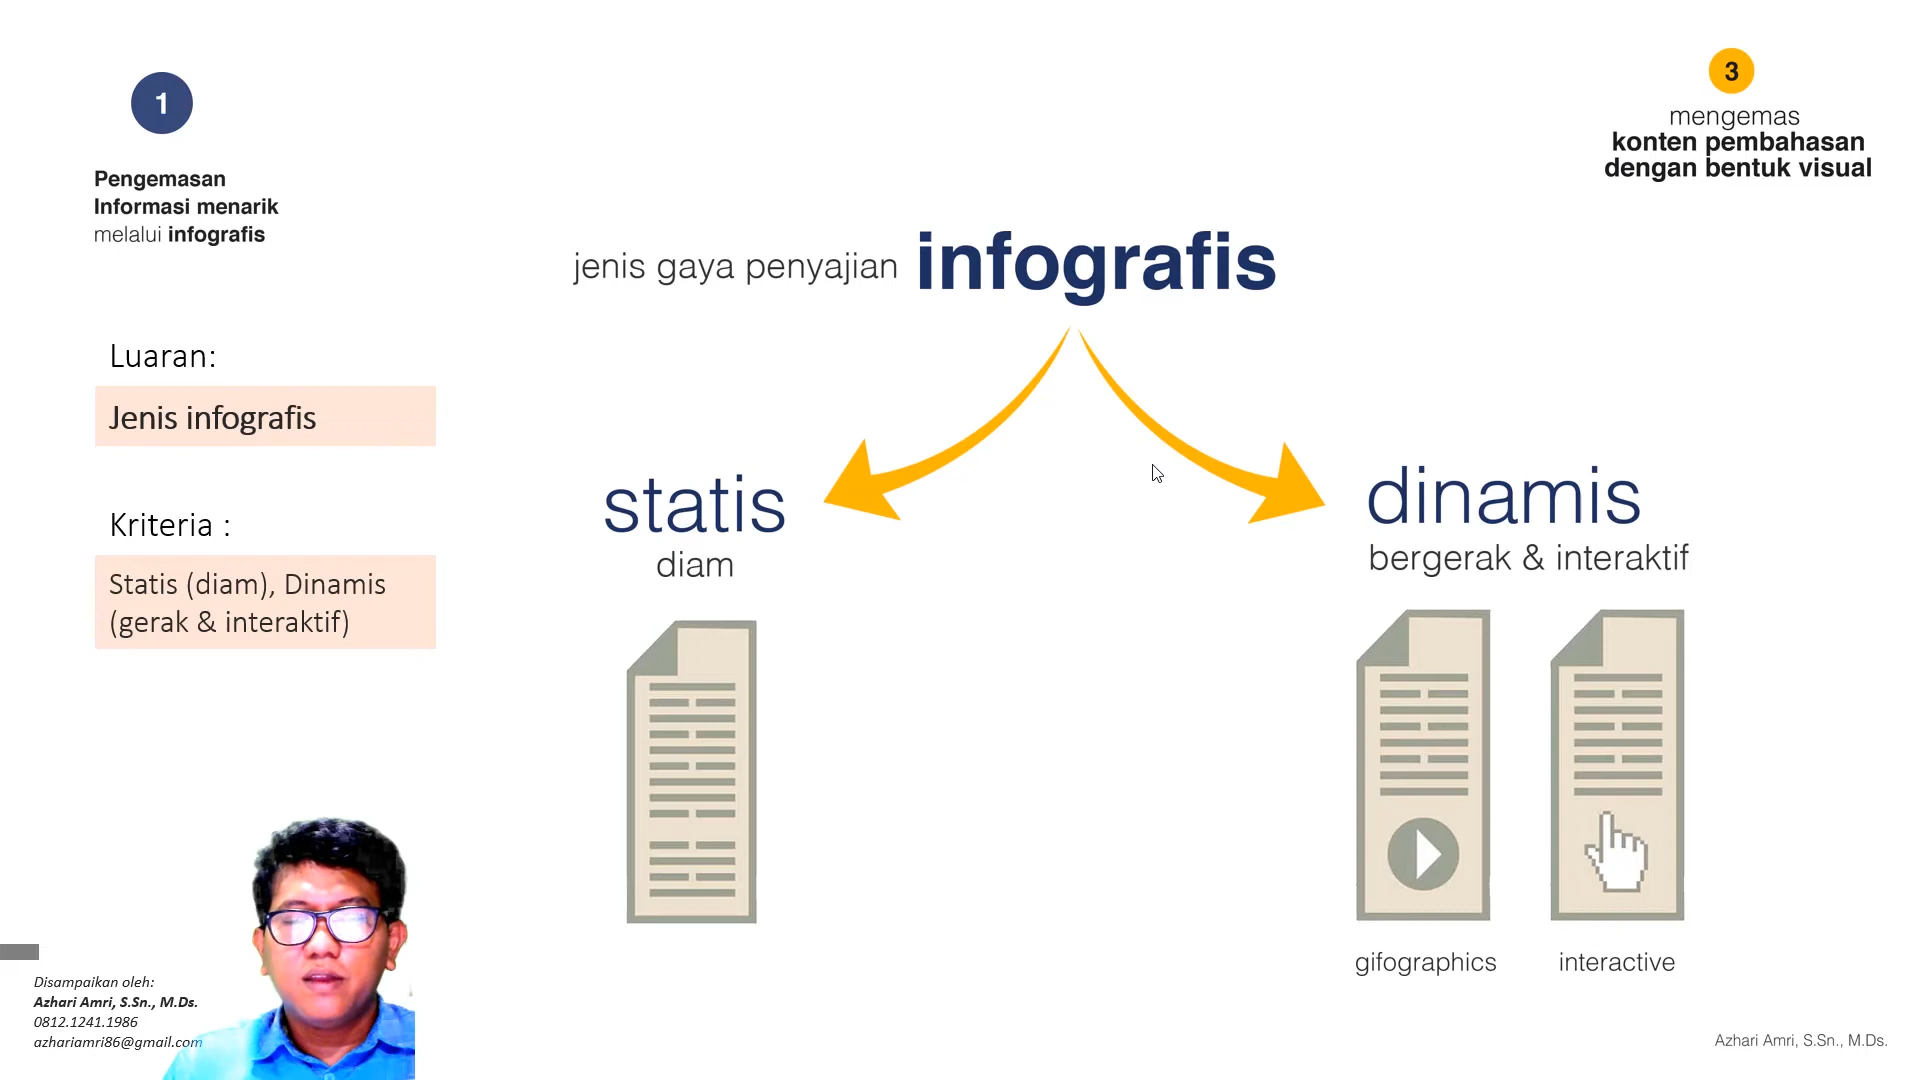 1
Pengemasan
Informasi menarik
melalui infografis
3
mengemas
konten pembahasan
dengan bentuk visual
jenis gaya penyajian infografis
Luaran:
Jenis infografis
Kriteria :
Statis (diam), Dinamis
(gerak & interaktif)
statis
diam
dinamis
bergerak & interaktif
gifographics
interactive
Disampaikan oleh:
Azhari Amri, S.Sn., M.Ds.
0812.1241.1986
azhariamri86@gmail.com
Azhari Amri, S.Sn., M.Ds.